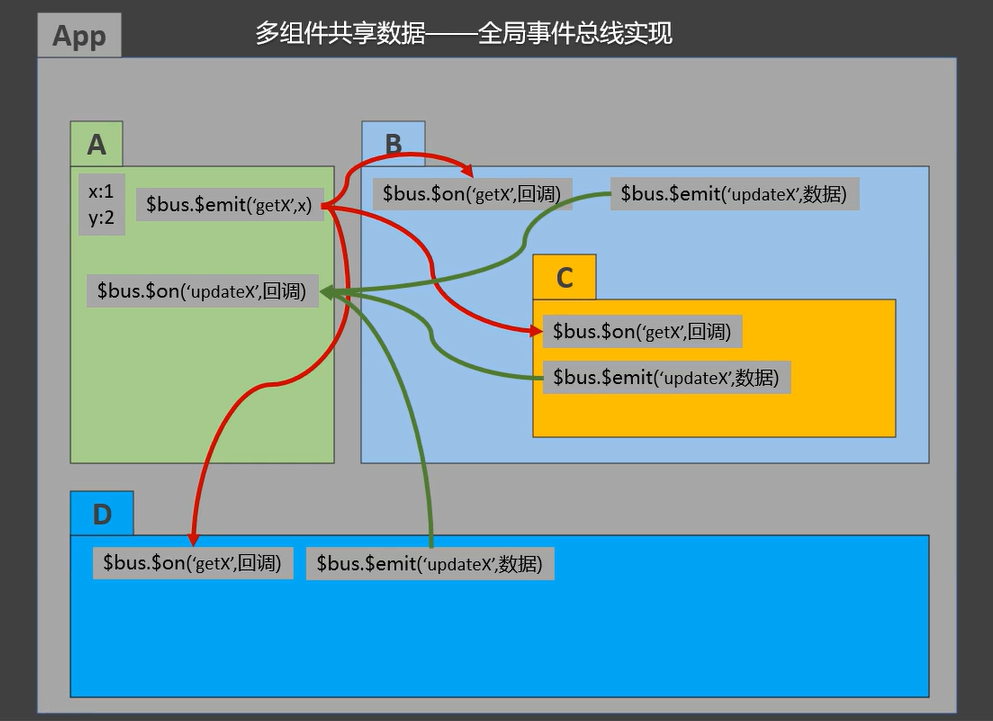 App
多组件共享数据——全局事件总线实现
A
x:1
y:2
$bus.$emit(‘getX’,x)
$bus.$on(‘updateX’,回调)
B
$bus.$on(‘getX’,回调)
$bus.$emit(‘updateX’,数据)
C
$bus.$on(‘getX’,回调)
$bus.$emit(‘updateX’,数据)
D
$bus.$on(‘getX’,回调)
$bus.$emit(‘updateX’,数据)